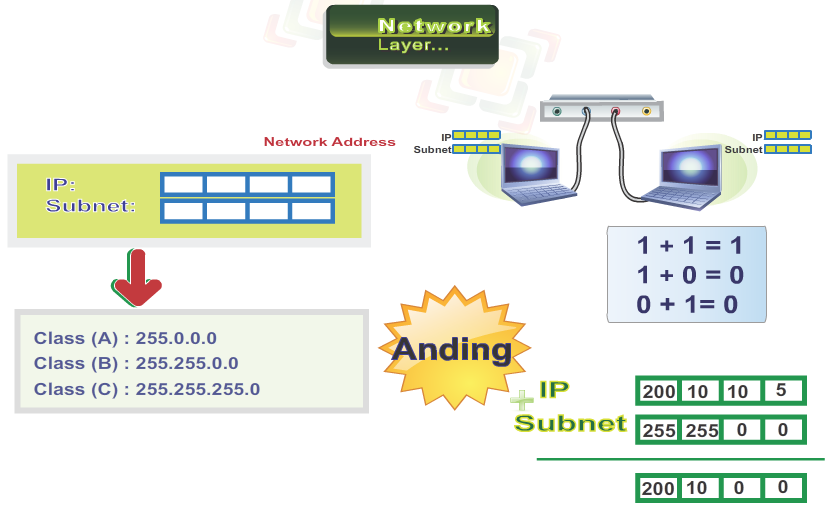 Network
Layer...
Network Address
IP:
Subnet:
IP
Subnet
IP
Subnet
1 + 1 = 1
1 + 0 = 0
0 + 1= 0
Class (A) : 255.0.0.0
Class (B) : 255.255.0.0
Class (C) : 255.255.255.0
Anding
+ IP 200 10 10 5
Subnet 255 255 0 0
200 10 0 0